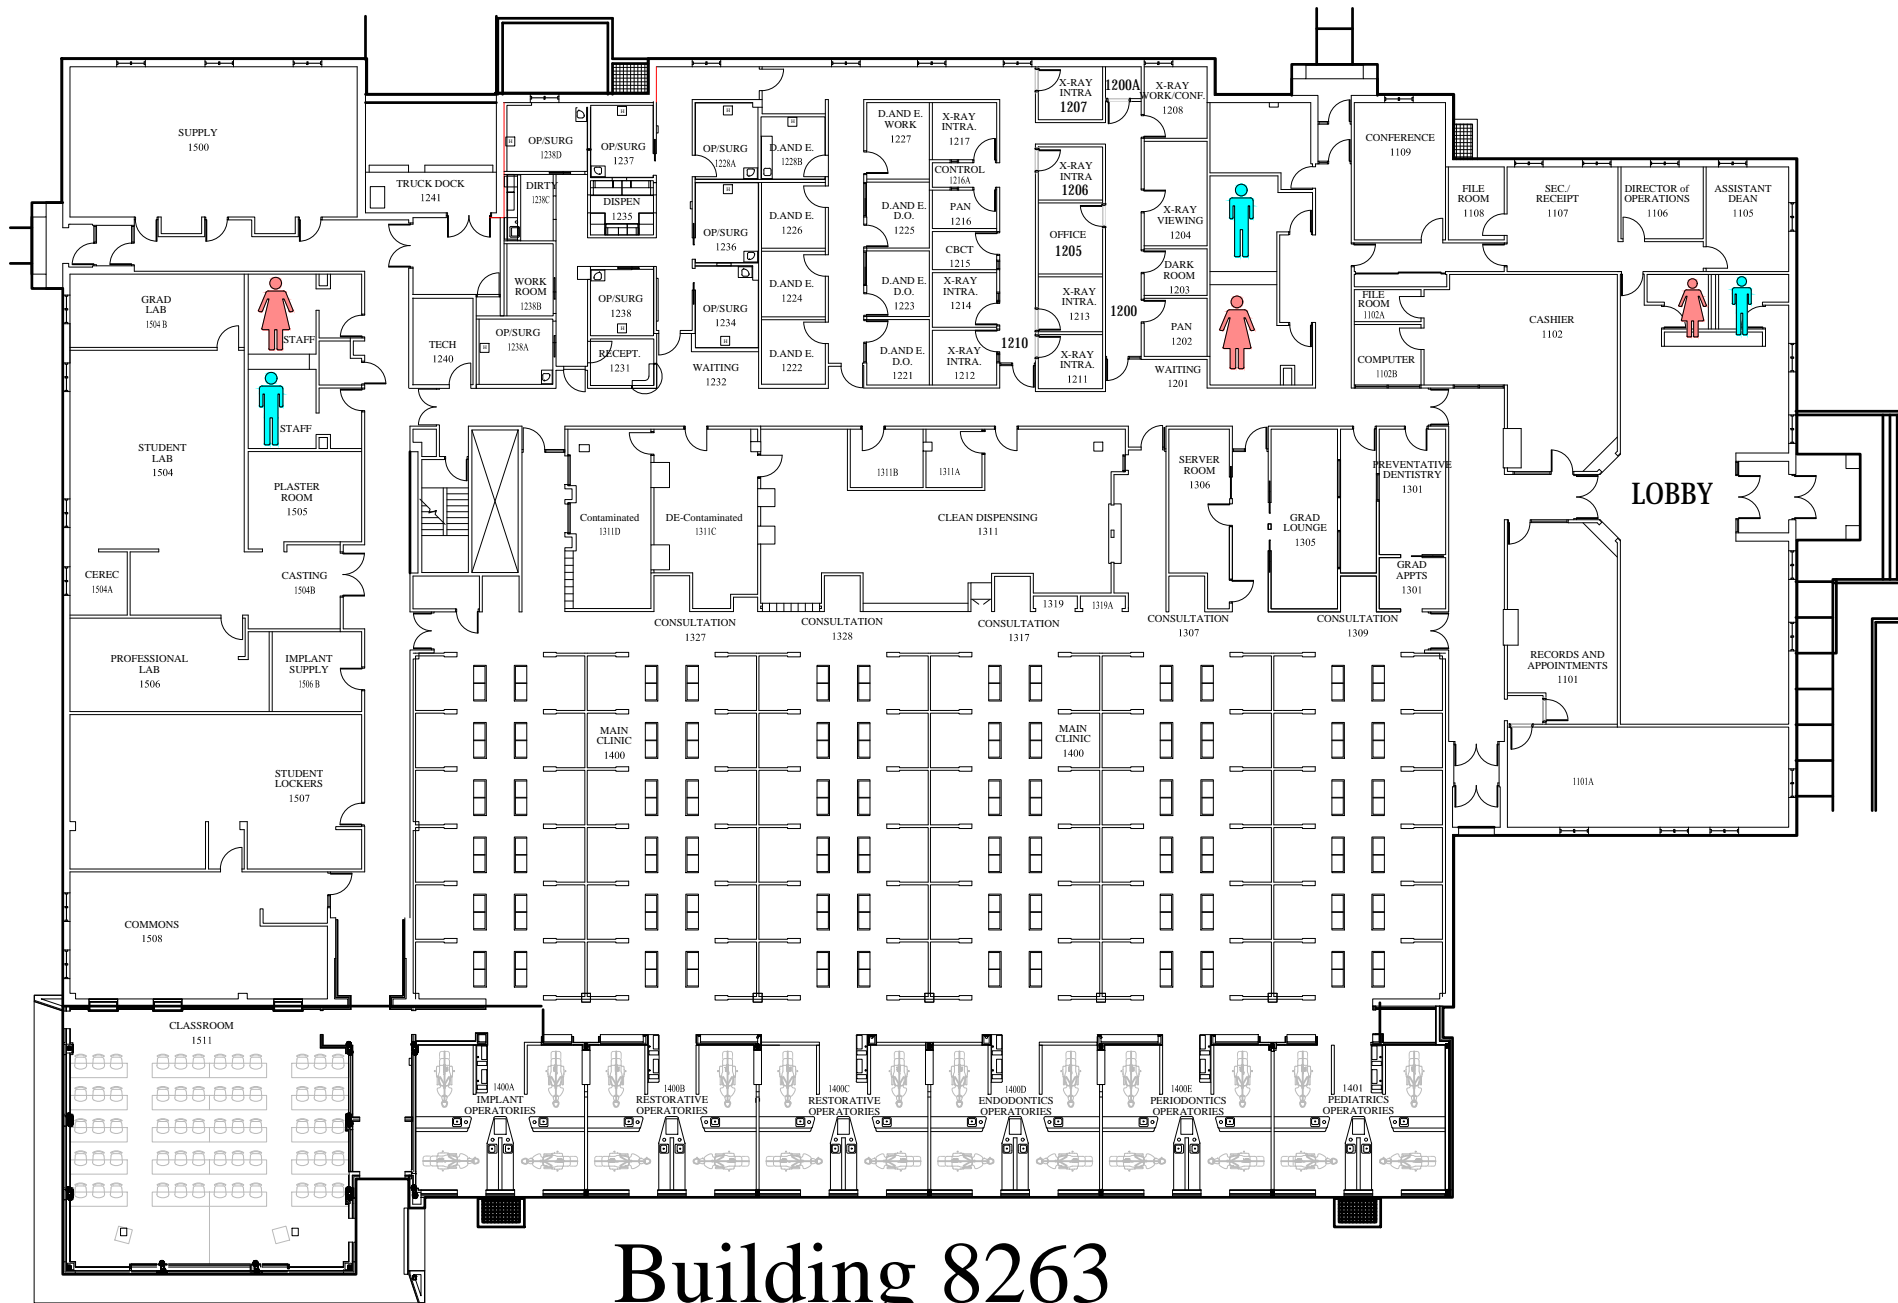 SUPPLY
1500
TRUCK DOCK
1241
OP/SURG
1238D
DIRTY
1238C
OP/SURG
1237
DISPEN
1235
WORK
ROOM
1238B
OP/SURG
1238
OP/SURG
1238A
RECEPT.
1231
TECH
1240
OP/SURG
1228A
D.AND E.
1228B
OP/SURG
1236
OP/SURG
1234
WAITING
1232
D.AND E.
1226
D.AND E.
1224
D.AND E.
1222
D.AND E.
WORK
1227
D.AND E.
D.O.
1225
D.AND E.
D.O.
1223
D.AND E.
D.O.
1221
X-RAY
INTRA.
1217
CONTROL
1216A
PAN
1216
CBCT
1215
X-RAY
INTRA.
1214
X-RAY
INTRA.
1212
1210
X-RAY
INTRA
1207
1200A
X-RAY
WORK/CONF.
1208
X-RAY
INTRA
1206
OFFICE
1205
X-RAY
INTRA.
1213
X-RAY
INTRA.
1211
1200
X-RAY
VIEWING
1204
DARK
ROOM
1203
PAN
1202
WAITING
1201
CONFERENCE
1109
FILE
ROOM
1108
SEC./
RECEIPT
1107
DIRECTOR of
OPERATIONS
1106
ASSISTANT
DEAN
1105
FILE
ROOM
1102A
COMPUTER
1102B
CASHIER
1102
LOBBY
GRAD
LAB
1504 B
STAFF
STAFF
STUDENT
LAB
1504
PLASTER
ROOM
1505
CEREC
1504A
CASTING
1504B
PROFESSIONAL
LAB
1506
IMPLANT
SUPPLY
1506 B
STUDENT
LOCKERS
1507
COMMONS
1508
Contaminated
1311D
DE-Contaminated
1311C
1311B
1311A
CLEAN DISPENSING
1311
SERVER
ROOM
1306
GRAD
LOUNGE
1305
PREVENTATIVE
DENTISTRY
1301
GRAD
APPTS
1301
1319
1319A
CONSULTATION
1327
CONSULTATION
1328
CONSULTATION
1317
CONSULTATION
1307
CONSULTATION
1309
RECORDS AND
APPOINTMENTS
1101
1101A
MAIN
CLINIC
1400
MAIN
CLINIC
1400
CLASSROOM
1511
1400A
IMPLANT
OPERATORIES
1400B
RESTORATIVE
OPERATORIES
1400C
RESTORATIVE
OPERATORIES
1400D
ENDODONTICS
OPERATORIES
1400E
PERIODONTICS
OPERATORIES
1401
PEDIATRICS
OPERATORIES
Building 8263